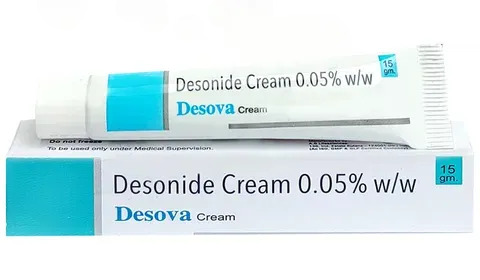 Desonide Cream 0.05% w/w
15
gm.
Desova Cream
Do not freeze
To be used only under Medical Supervision.
Desonide Cream 0.05% w/w
15
gm.
Desova Cream